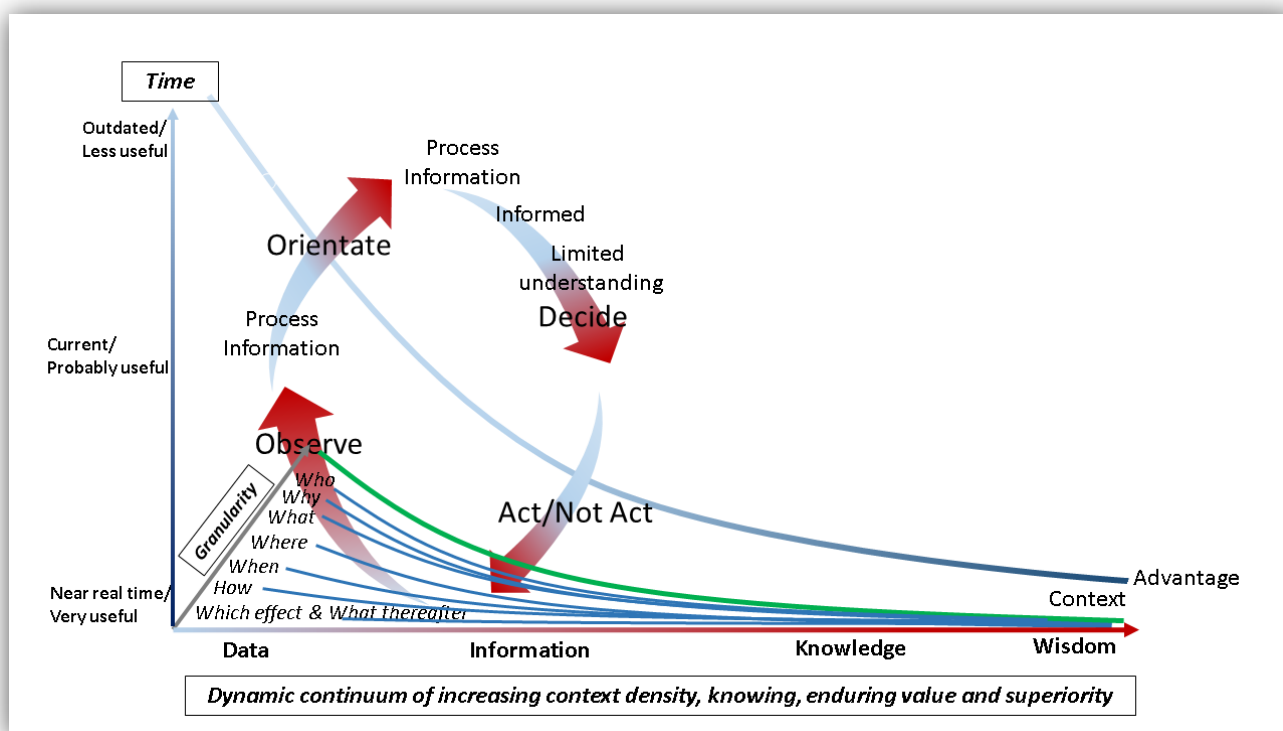 Time
Outdated/
Less useful
Process
Information
Informed
Orientate
Limited
understanding
Decide
Process
Information
Current/
Probably useful
Observe
Granularity
Who
Why
What
Where
When
How
Which effect & What thereafter
Act/Not Act
Near real time/
Very useful
Advantage
Context
Data
Information
Knowledge
Wisdom
Dynamic continuum of increasing context density, knowing, enduring value and superiority